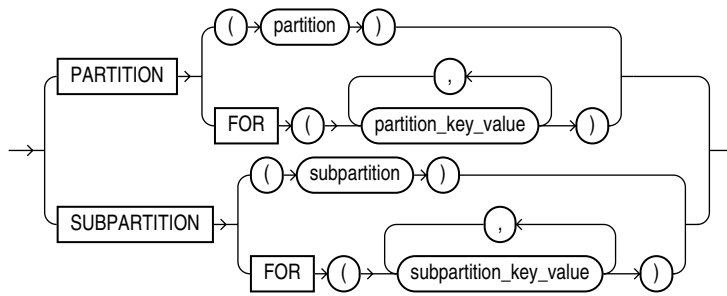 ( partition )
PARTITION
,
FOR ( partition_key_value )
( subpartition )
SUBPARTITION
,
FOR ( subpartition_key_value )